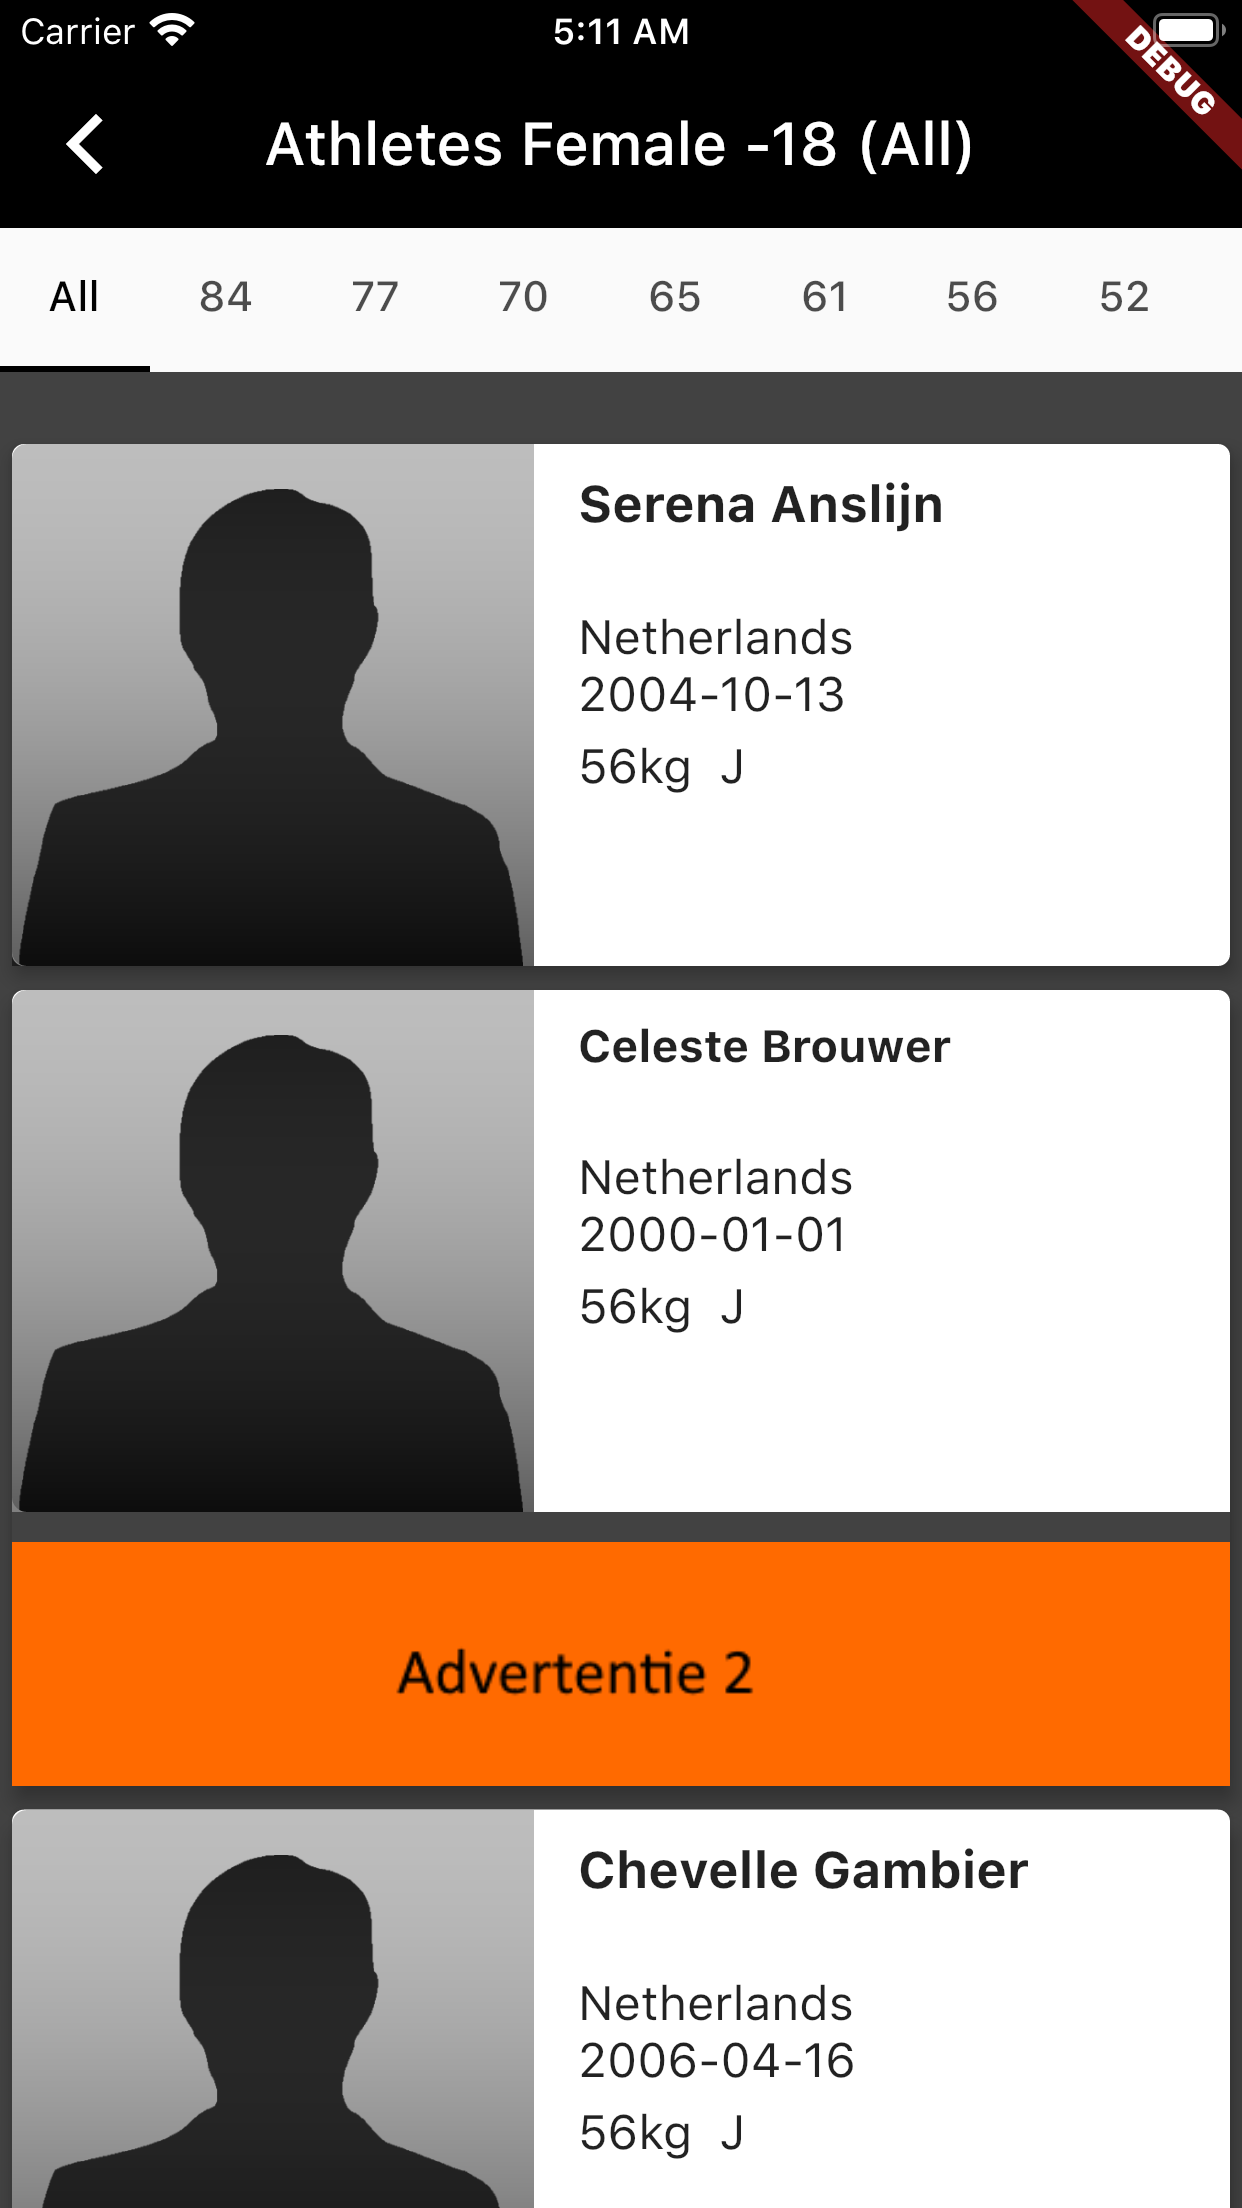 Carrier 5:11 AM
DEBUG
Athletes Female -18 (All)
All 84 77 70 65 61 56 52
Serena Anslijn
Netherlands
2004-10-13
56kg J
Celeste Brouwer
Netherlands
2000-01-01
56kg J
Advertentie 2
Chevelle Gambier
Netherlands
2006-04-16
56kg J